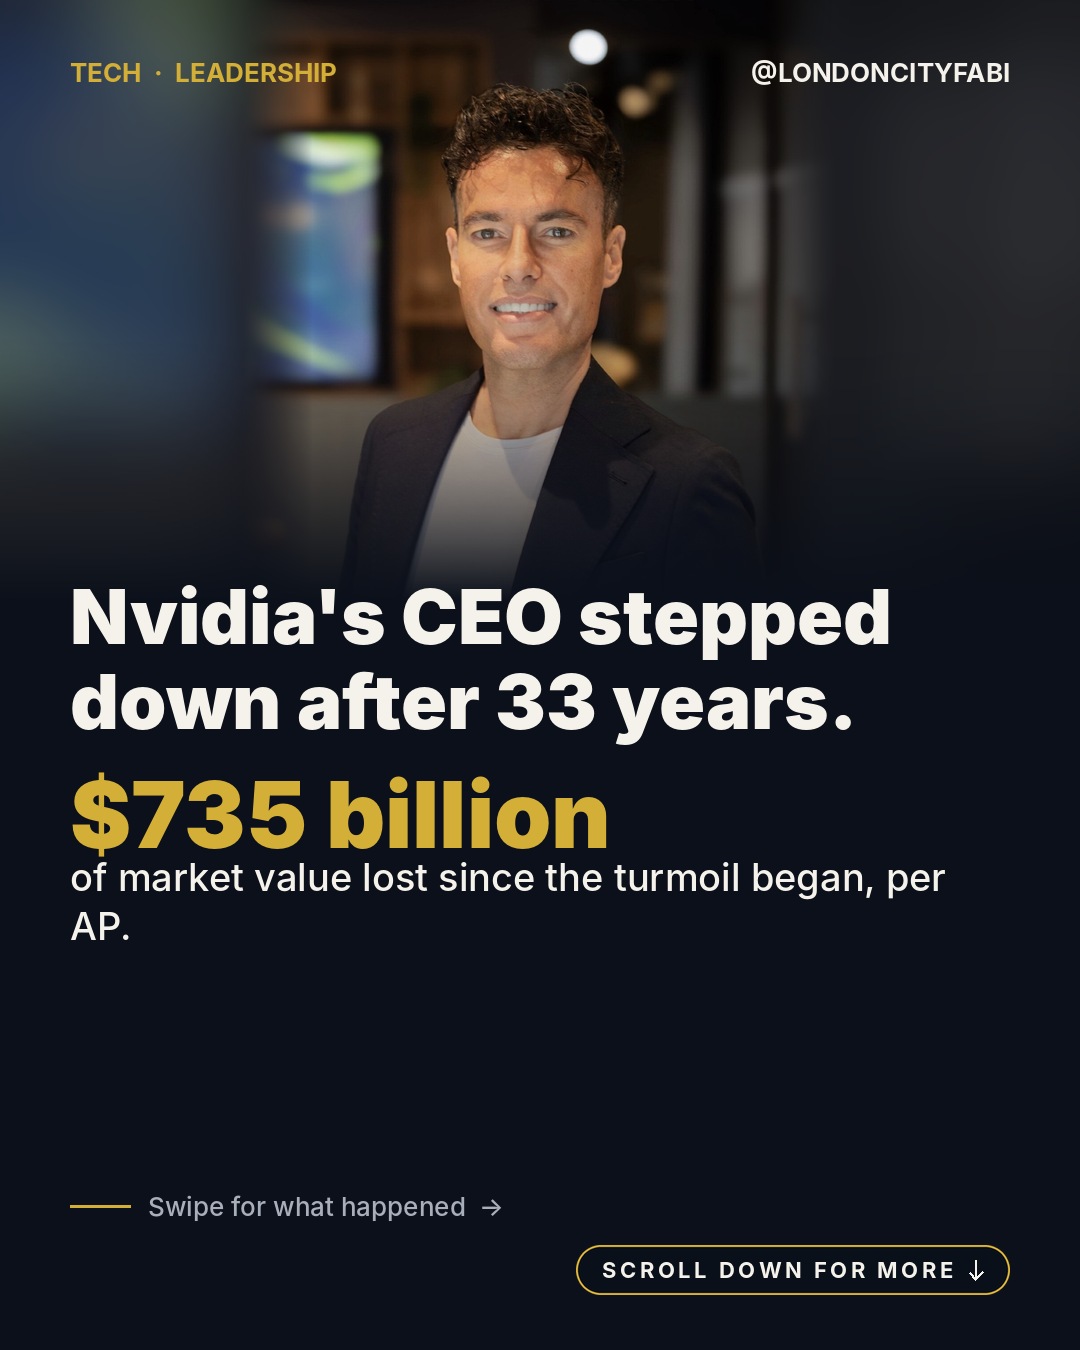 TECH · LEADERSHIP
@LONDONCITYFABI
Nvidia's CEO stepped
down after 33 years.
$735 billion
of market value lost since the turmoil began, per
AP.
Swipe for what happened →
SCROLL DOWN FOR MORE ↓